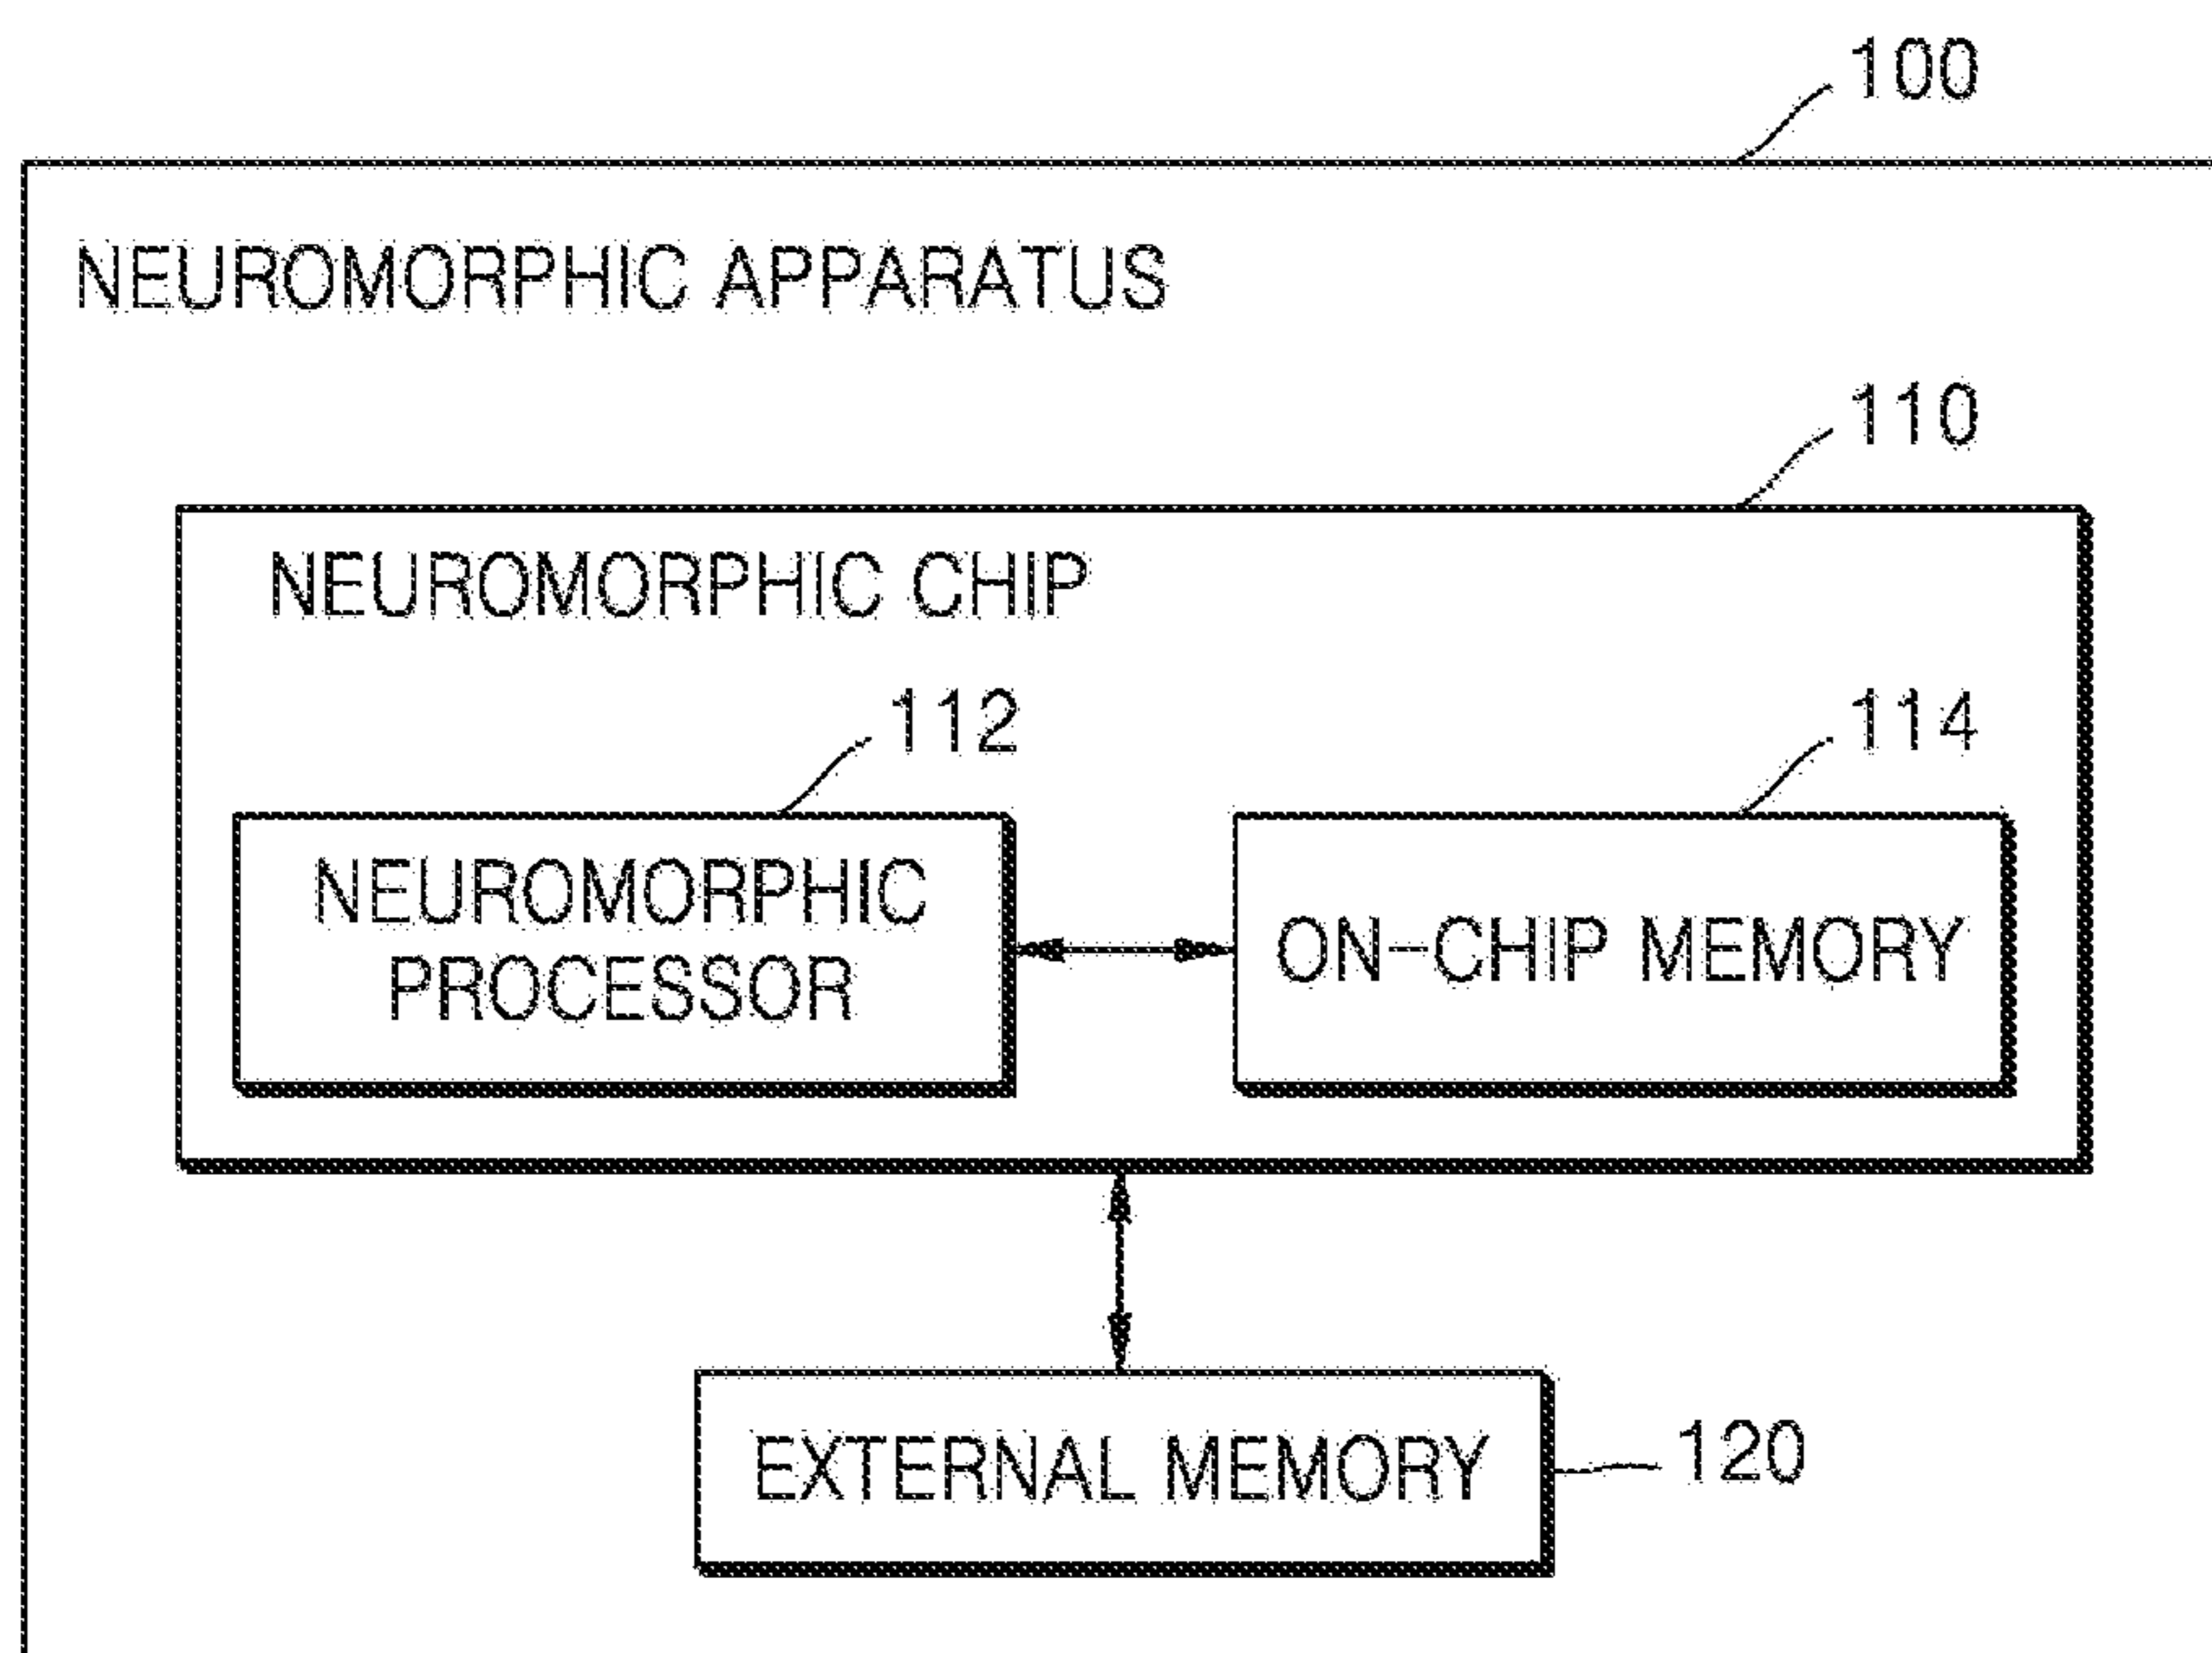 100
NEUROMORPHIC APPARATUS
110
NEUROMORPHIC CHIP
112
114
NEUROMORPHIC
PROCESSOR
ON-CHIP MEMORY
EXTERNAL MEMORY
120